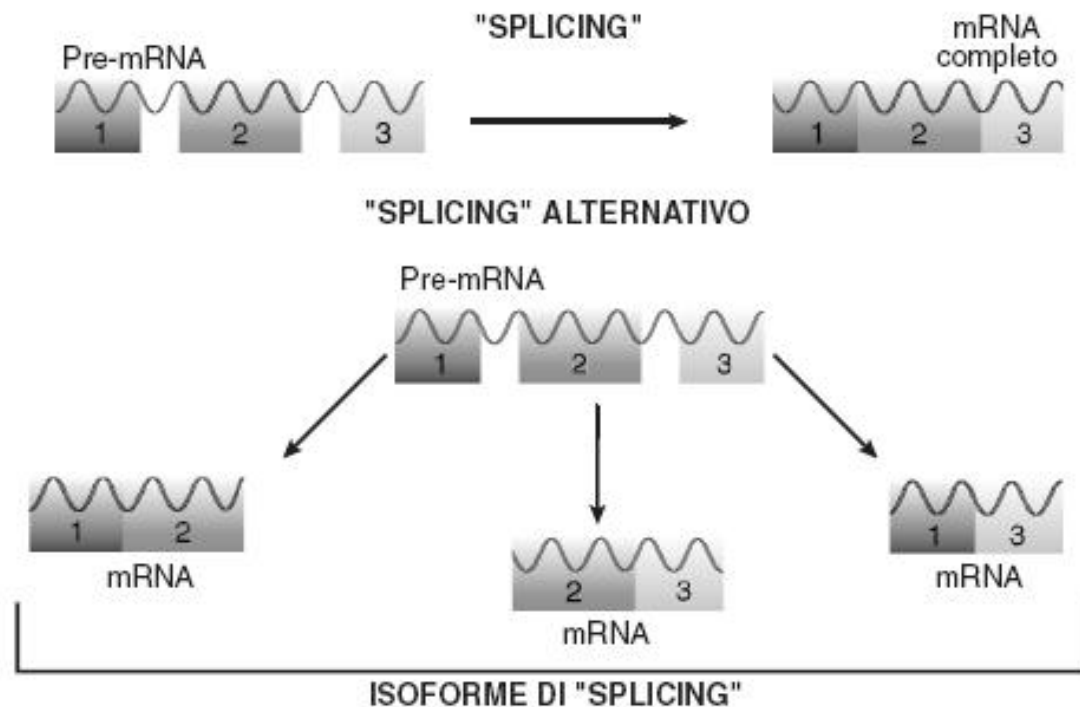 "SPLICING"
Pre-mRNA
1 2 3
mRNA
completo
1 2 3
"SPLICING" ALTERNATIVO
Pre-mRNA
1 2 3
1 2
mRNA
2 3
mRNA
1 3
mRNA
ISOFORME DI "SPLICING"